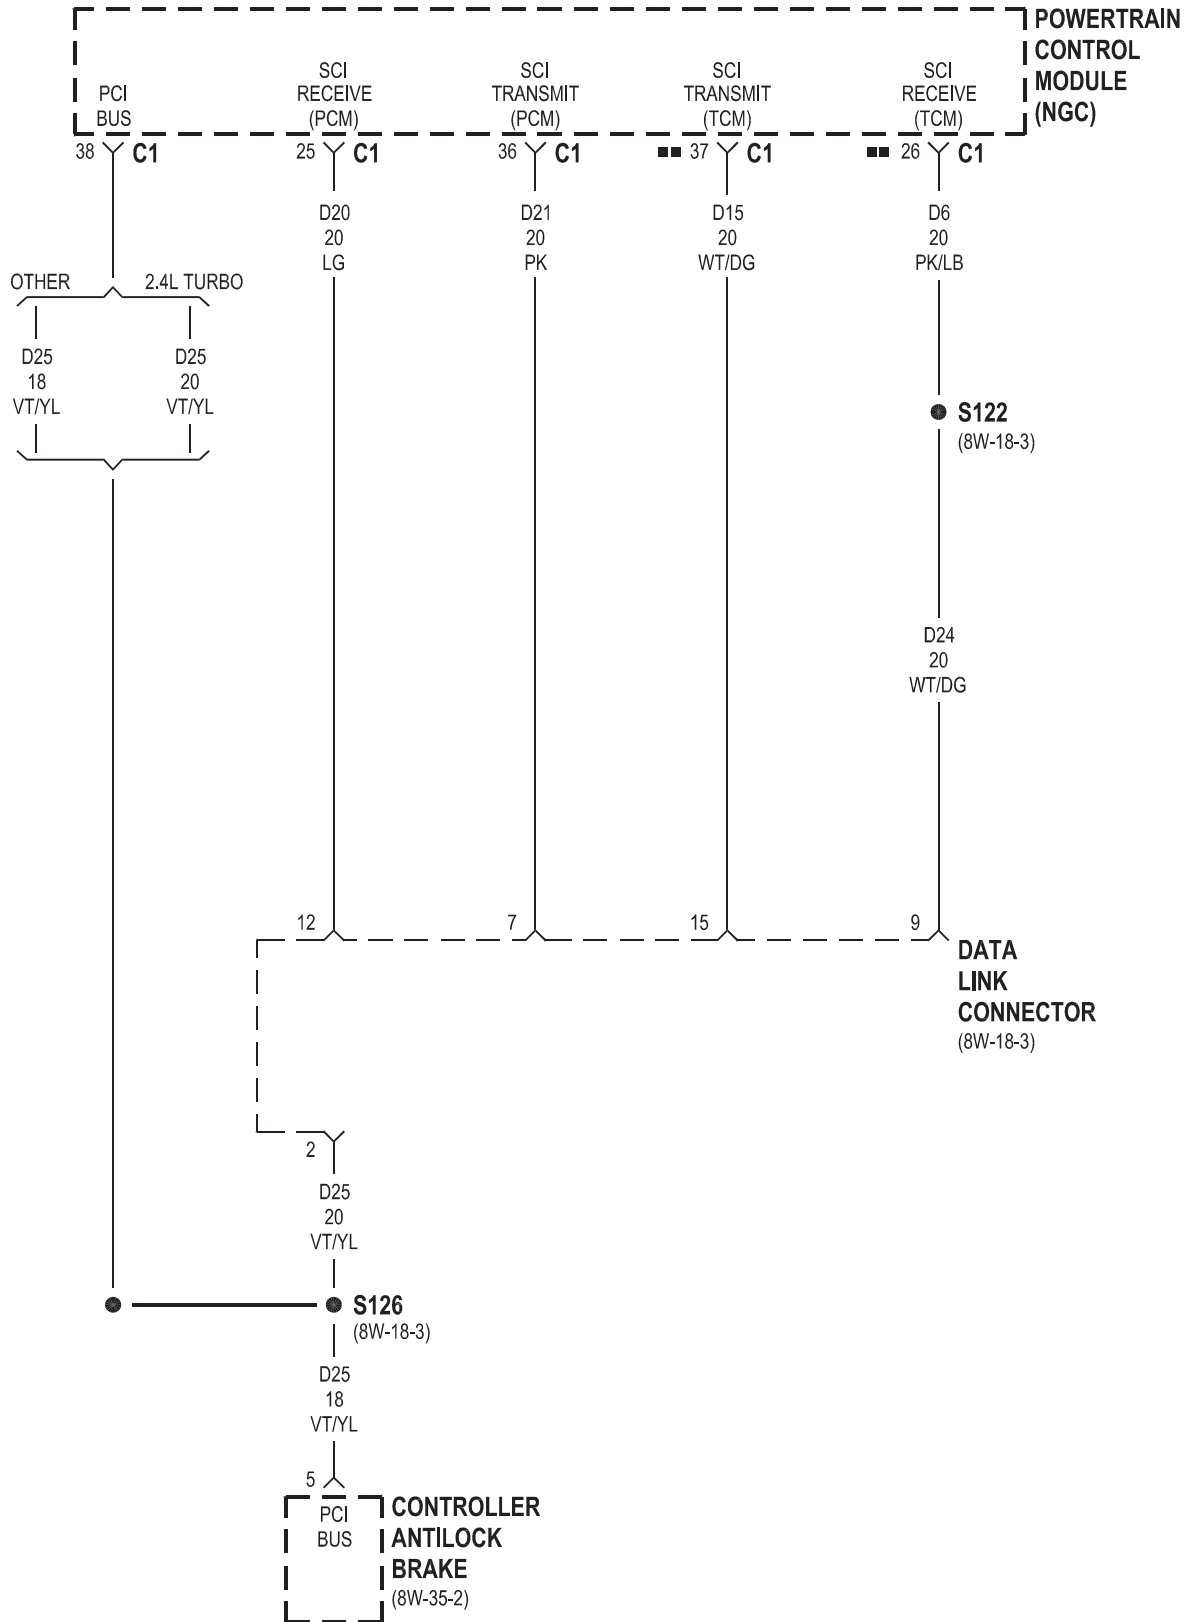 POWERTRAIN
CONTROL
MODULE
(NGC)
PCI
BUS
SCI
RECEIVE
(PCM)
SCI
TRANSMIT
(PCM)
SCI
TRANSMIT
(TCM)
SCI
RECEIVE
(TCM)
38 C1
25 C1
36 C1
37 C1
26 C1
D20
20
LG
D21
20
PK
D15
20
WT/DG
D6
20
PK/LB
OTHER
2.4L TURBO
D25
18
VT/YL
D25
20
VT/YL
S122
(8W-18-3)
D24
20
WT/DG
12
7
15
9
DATA
LINK
CONNECTOR
(8W-18-3)
2
D25
20
VT/YL
S126
(8W-18-3)
D25
18
VT/YL
5
PCI
BUS
CONTROLLER
ANTILOCK
BRAKE
(8W-35-2)